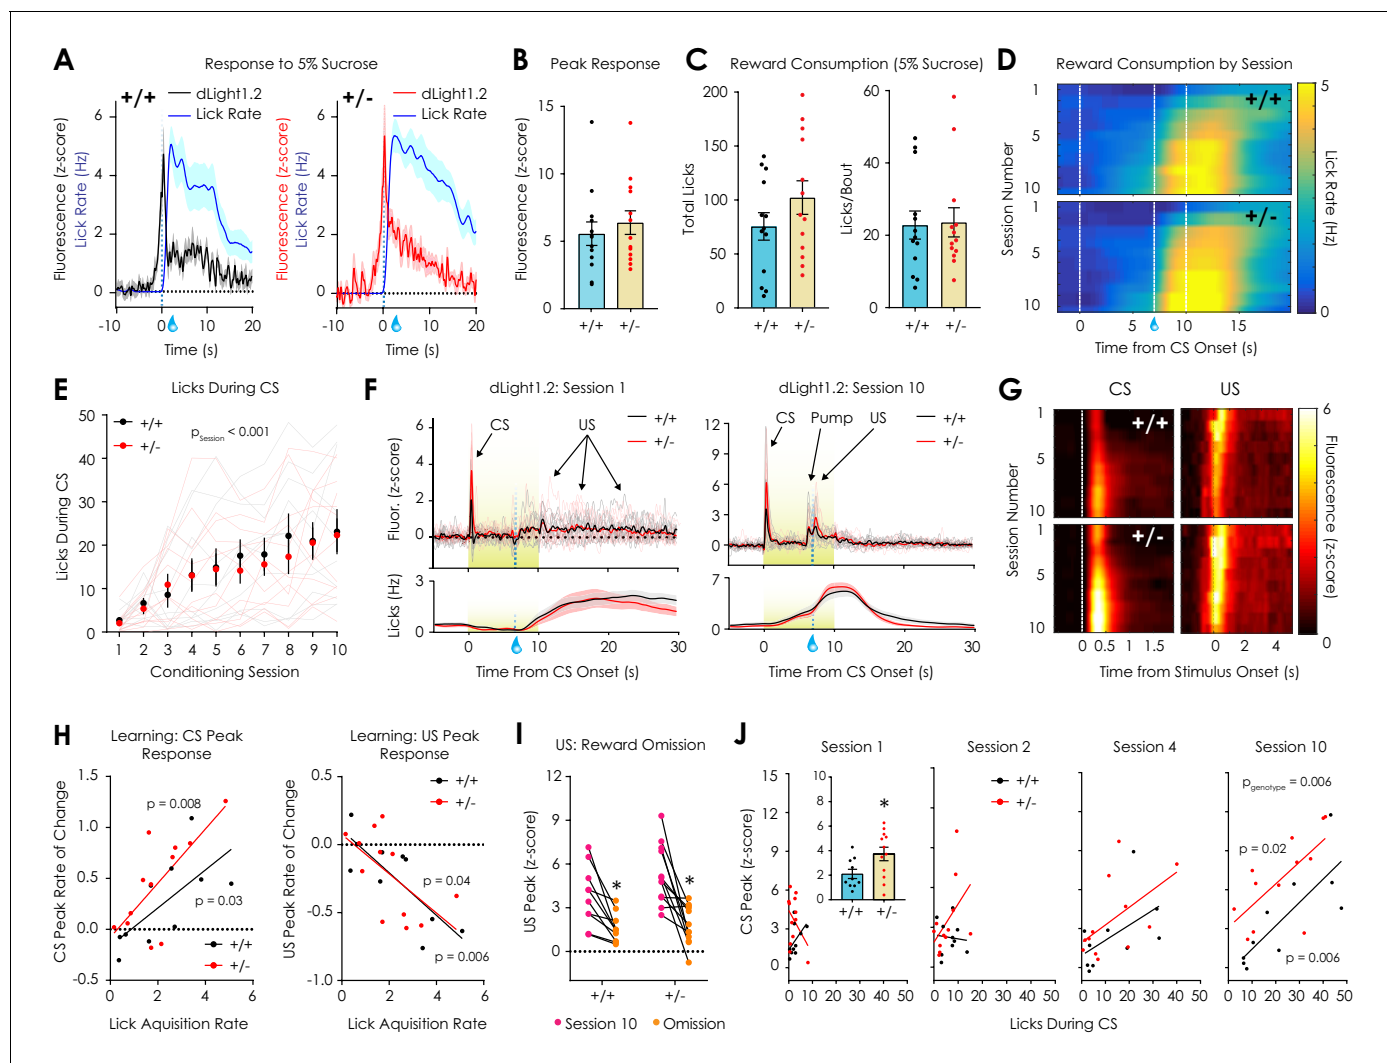 A
Response to 5% Sucrose
+/+
dLight1.2
Lick Rate
Fluorescence (z-score)
Lick Rate (Hz)
6
4
2
0
-10
0
10
20
Time (s)
+/-
dLight1.2
Lick Rate
Fluorescence (z-score)
Lick Rate (Hz)
6
4
2
0
-10
0
10
20
Time (s)
B
Peak Response
Fluorescence (z-score)
15
10
5
0
+/+
+/-
C
Reward Consumption (5% Sucrose)
Total Licks
200
150
100
50
0
+/+
+/-
Licks/Bout
60
40
20
0
+/+
+/-
D
Reward Consumption by Session
Session Number
1
5
10
+/+
1
5
10
+/-
0
5
10
15
Time from CS Onset (s)
5
0
Lick Rate (Hz)
E
Licks During CS
+/+
+/-
pSession < 0.001
Licks During CS
50
40
30
20
10
0
1 2 3 4 5 6 7 8 9 10
Conditioning Session
F
dLight1.2: Session 1
+/+
+/-
CS
US
Fluor. (z-score)
6
4
2
0
Licks (Hz)
3
0
0
10
20
30
Time From CS Onset (s)
dLight1.2: Session 10
+/+
+/-
CS
Pump
US
12
9
6
3
0
7
0
0
10
20
30
Time From CS Onset (s)
G
CS
US
Session Number
1
5
10
+/+
1
5
10
+/-
0 0.5 1.5
0 2 4
Time from Stimulus Onset (s)
6
0
Fluorescence (z-score)
H
Learning: CS Peak
Response
CS Peak Rate of Change
1.5
1.0
0.5
0.0
-0.5
p = 0.008
p = 0.03
+/+
+/-
0
2
4
6
Lick Aquisition Rate
Learning: US Peak
Response
US Peak Rate of Change
0.5
0.0
-0.5
-1.0
+/+
+/-
p = 0.04
p = 0.006
0
2
4
6
Lick Aquisition Rate
I
US: Reward Omission
US Peak (z-score)
12
9
6
3
0
*
*
+/+
+/-
Session 10
Omission
J
Session 1
CS Peak (z-score)
15
12
9
6
3
0
10
8
6
4
2
0
*
+/+
+/-
0 10 20 30 40 50
Session 2
+/+
+/-
0 10 20 30 40 50
Session 4
0 10 20 30 40 50
Session 10
pgenotype = 0.006
p = 0.02
p = 0.006
0 10 20 30 40 50
Licks During CS